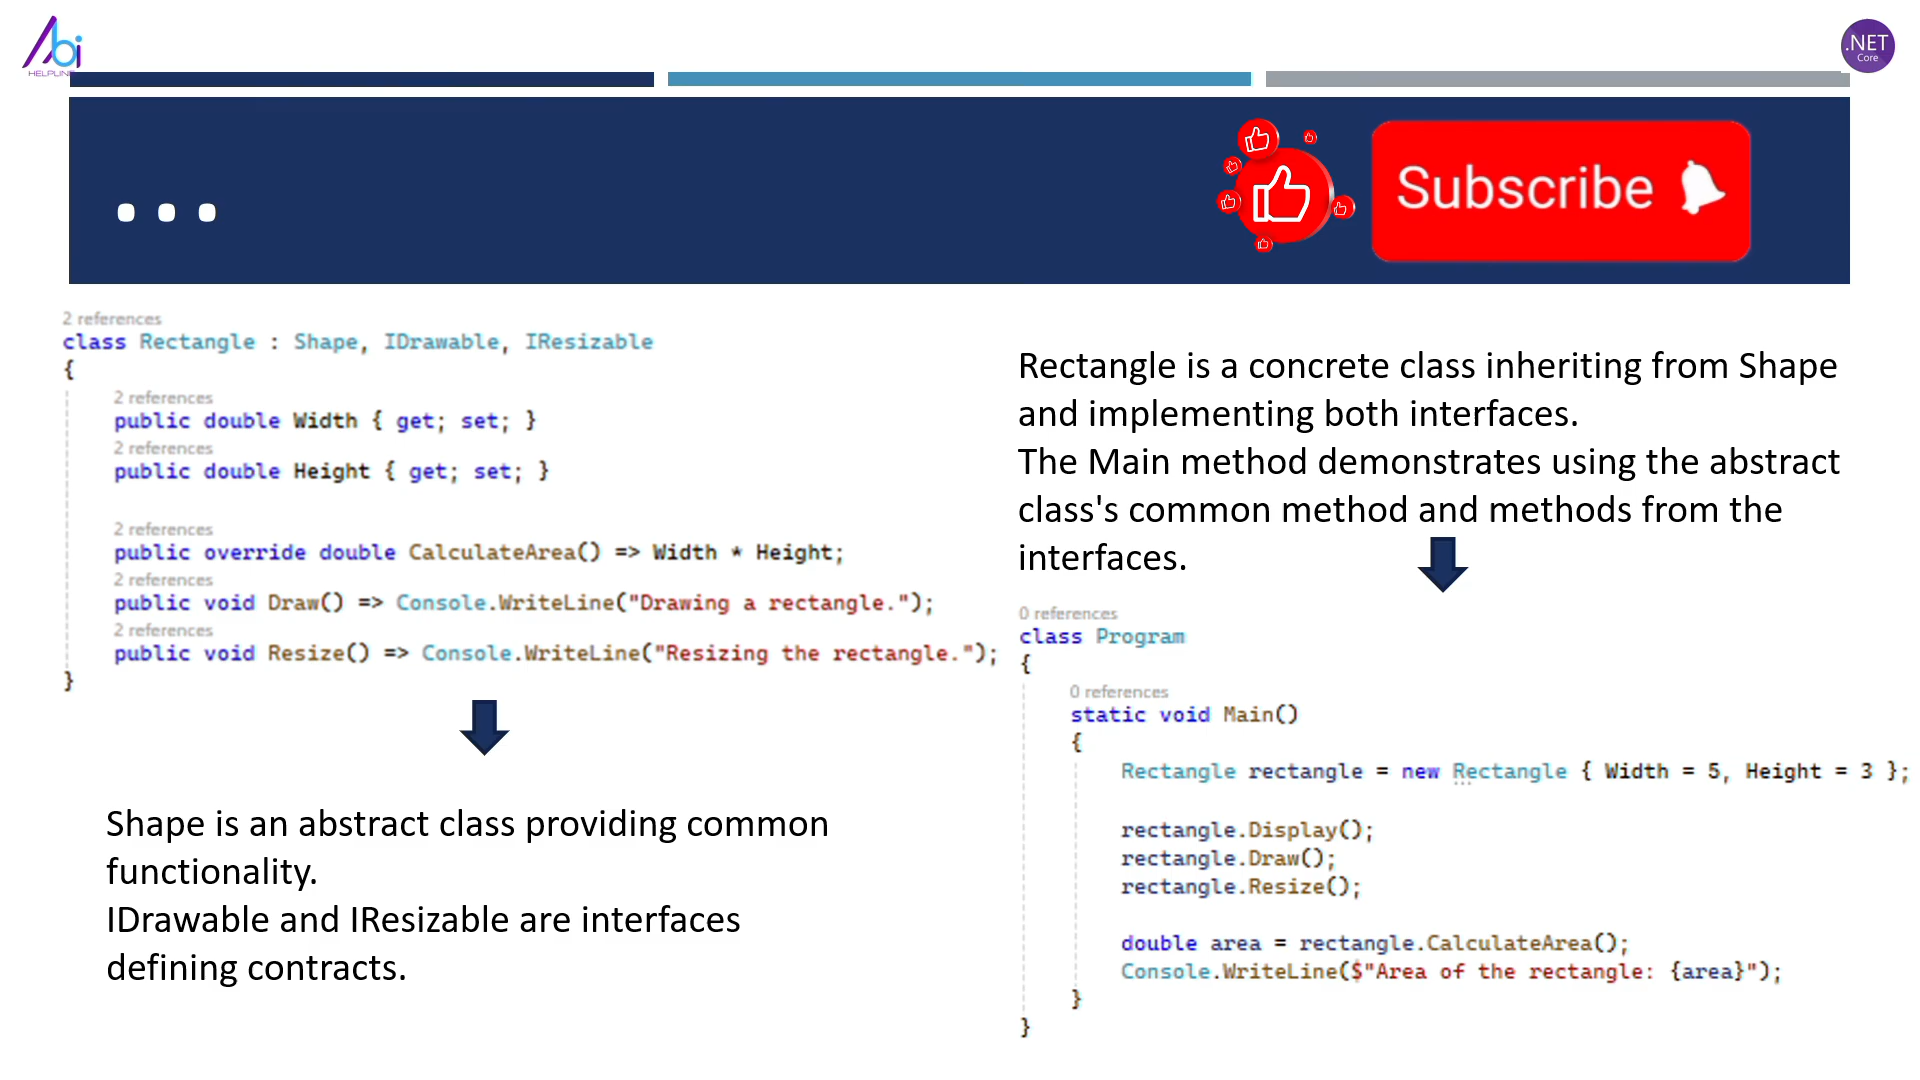 Abi
HELPLINE
.NET
Core
...
Subscribe
2 references
class Rectangle : Shape, IDrawable, IResizable
{
2 references
public double Width { get; set; }
2 references
public double Height { get; set; }
2 references
public override double CalculateArea() => Width * Height;
2 references
public void Draw() => Console.WriteLine("Drawing a rectangle.");
2 references
public void Resize() => Console.WriteLine("Resizing the rectangle.");
}
Shape is an abstract class providing common
functionality.
IDrawable and IResizable are interfaces
defining contracts.
Rectangle is a concrete class inheriting from Shape
and implementing both interfaces.
The Main method demonstrates using the abstract
class's common method and methods from the
interfaces.
0 references
class Program
{
0 references
static void Main()
{
Rectangle rectangle = new Rectangle { Width = 5, Height = 3 };
rectangle.Display();
rectangle.Draw();
rectangle.Resize();
double area = rectangle.CalculateArea();
Console.WriteLine($"Area of the rectangle: {area}");
}
}